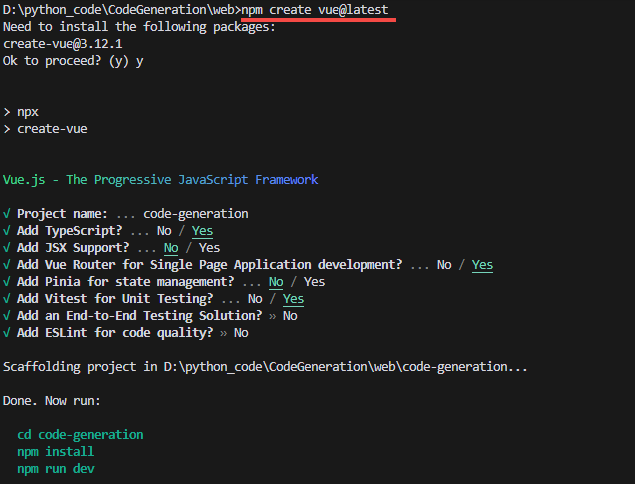 D:\python_code\CodeGeneration\web>npm create vue@latest
Need to install the following packages:
create-vue@3.12.1
Ok to proceed? (y) y
> npx
> create-vue
Vue.js - The Progressive JavaScript Framework
√ Project name: ... code-generation
√ Add TypeScript? ... No / Yes
√ Add JSX Support? ... No / Yes
√ Add Vue Router for Single Page Application development? ... No / Yes
√ Add Pinia for state management? ... No / Yes
√ Add Vitest for Unit Testing? ... No / Yes
√ Add an End-to-End Testing Solution? » No
√ Add ESLint for code quality? » No
Scaffolding project in D:\python_code\CodeGeneration\web\code-generation...
Done. Now run:
cd code-generation
npm install
npm run dev